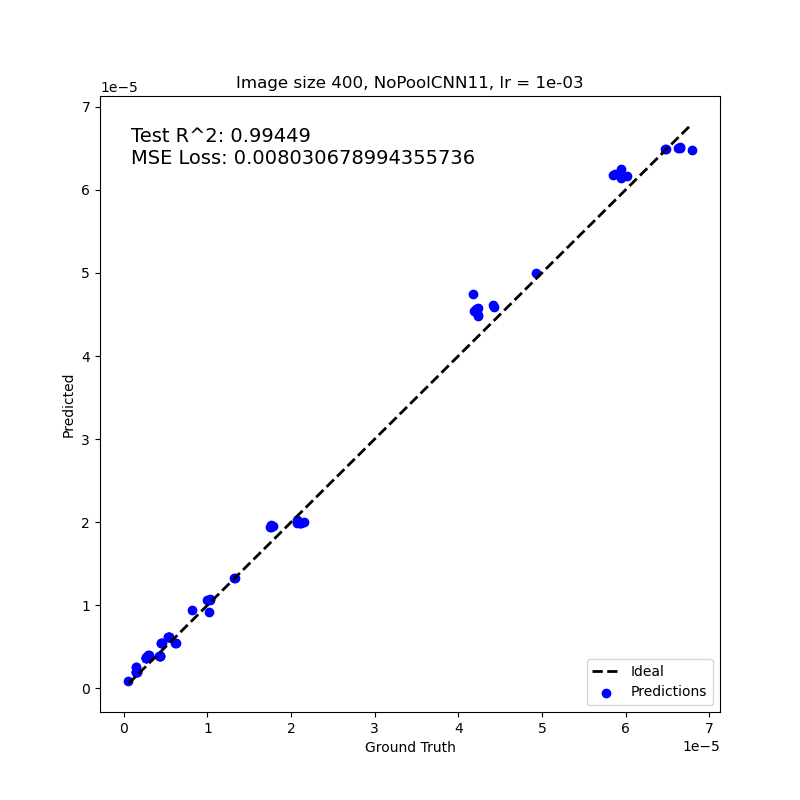 Image size 400, NoPoolCNN11, lr = 1e-03
1e−5
7
Test R^2: 0.99449
MSE Loss: 0.008030678994355736
6
5
4
Predicted
3
2
1
0
Ideal
Predictions
0 1 2 3 4 5 6 7
Ground Truth
1e−5